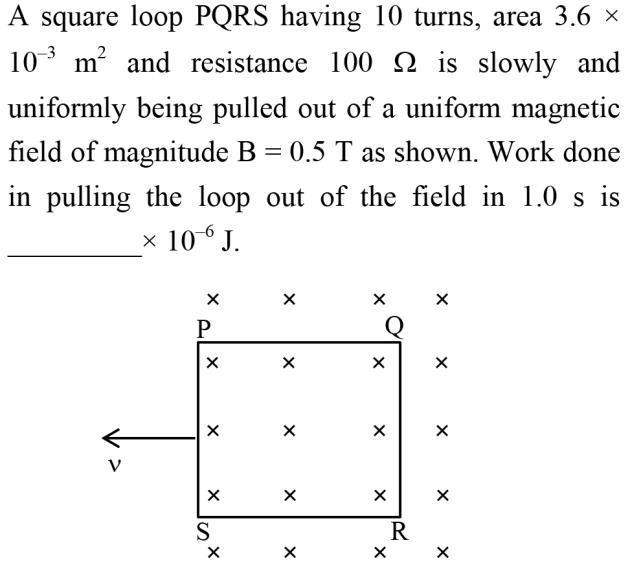 A square loop PQRS having 10 turns, area 3.6 ×
10⁻³ m² and resistance 100 Ω is slowly and
uniformly being pulled out of a uniform magnetic
field of magnitude B = 0.5 T as shown. Work done
in pulling the loop out of the field in 1.0 s is
__________ × 10⁻⁶ J.
× × × ×
P Q
× × × ×
× × × ×
v
× × × ×
S R
× × × ×